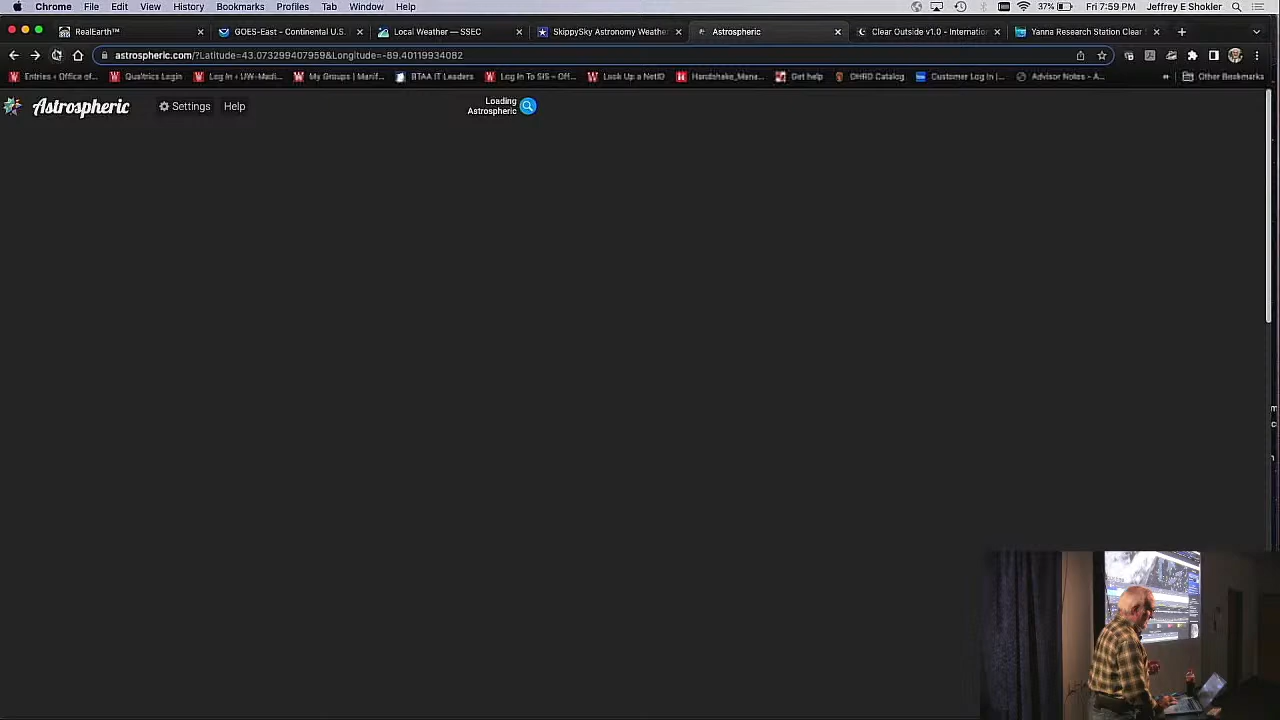 Chrome File Edit View History Bookmarks Profiles Tab Window Help 37% Fri 7:59 PM Jeffrey E Shokler
RealEarth™ GOES-East - Continental U.S. Local Weather — SSEC SkippySky Astronomy Weathe Astrospheric Clear Outside v1.0 - Internatio Yanna Research Station Clear
astrospheric.com/?Latitude=43.073299407959&Longitude=-89.40119934082
Entries ‹ Office of... Qualtrics Login Log In ‹ UW-Madi... My Groups | Manif... BTAA IT Leaders Log In To SIS – Off... Look Up a NetID Handshake_Mana... Get help OHRD Catalog Customer Log In |... Advisor Notes - A... » Other Bookmarks
Astrospheric Settings Help
Loading
Astrospheric